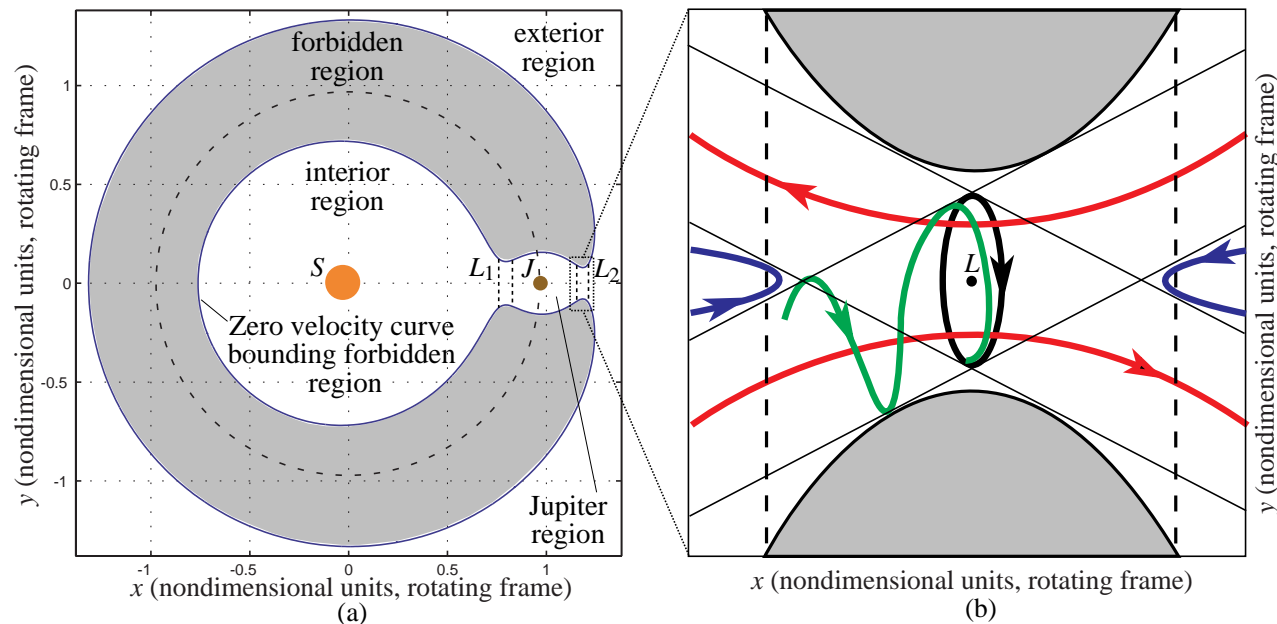 forbidden
region
exterior
region
interior
region
S
L1
J
L2
Zero velocity curve
bounding forbidden
region
Jupiter
region
1
0.5
0
-0.5
-1
-1
-0.5
0
0.5
1
y (nondimensional units, rotating frame)
x (nondimensional units, rotating frame)
(a)
L
y (nondimensional units, rotating frame)
x (nondimensional units, rotating frame)
(b)